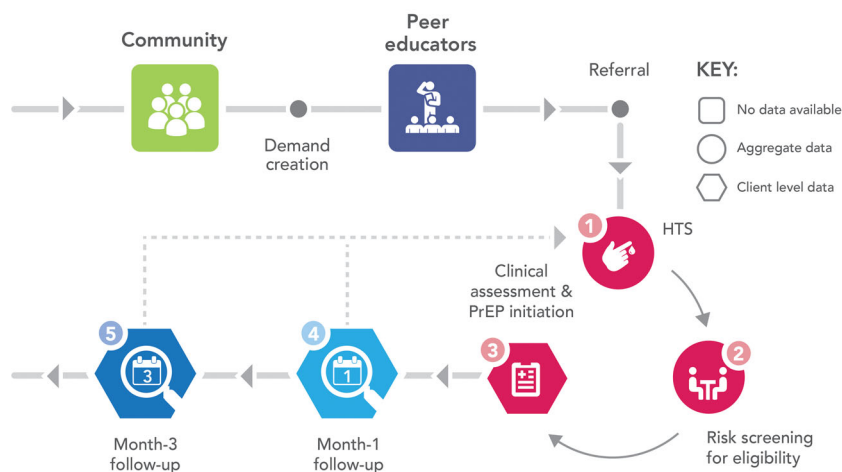 Community
Peer
educators
Referral
KEY:
No data available
Aggregate data
Client level data
Demand
creation
1
HTS
Clinical
assessment &
PrEP initiation
5
4
3
2
3
1
Month-3
follow-up
Month-1
follow-up
Risk screening
for eligibility